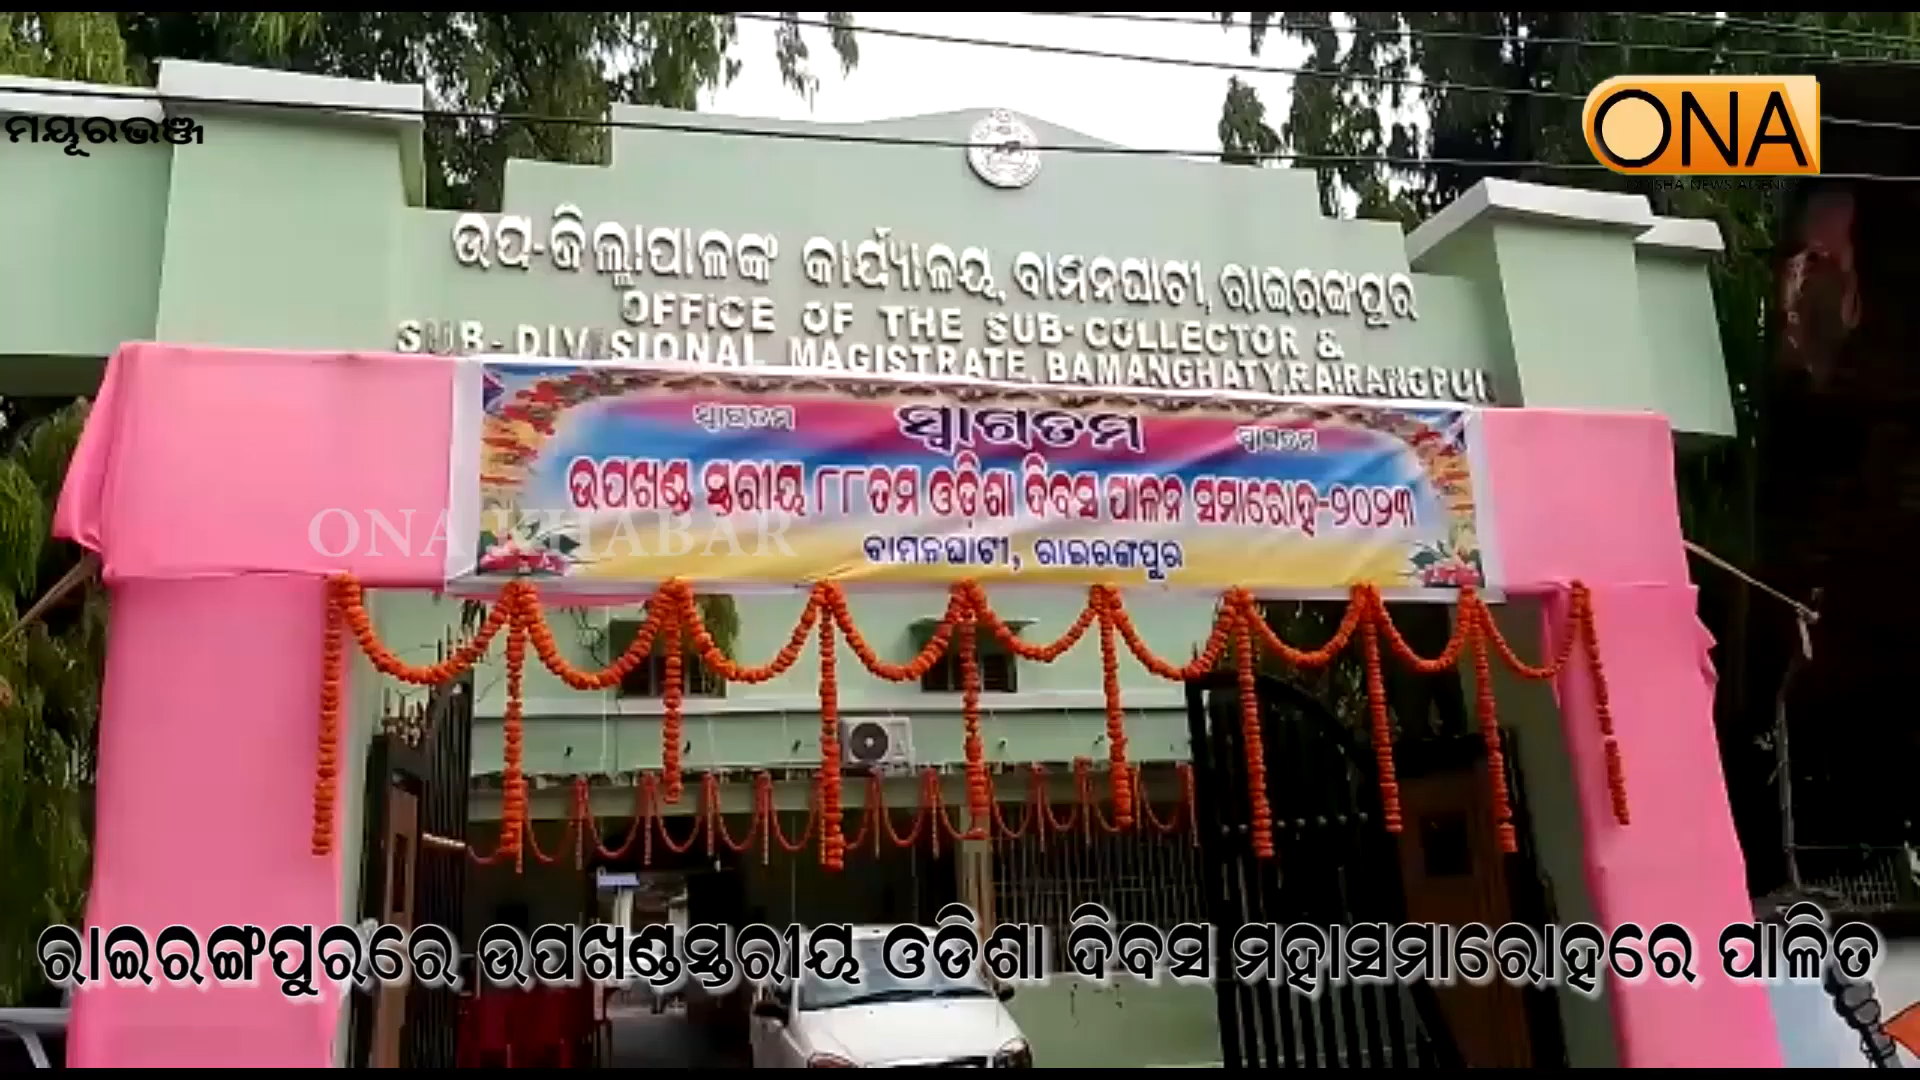 ମୟୂରଭଞ୍ଜ
ONA
ODISHA NEWS AGENCY
ଉପ-ଜିଲ୍ଲାପାଳଙ୍କ କାର୍ଯ୍ୟାଳୟ, ବାମନଘାଟୀ, ରାଇରଙ୍ଗପୁର
OFFICE OF THE SUB-COLLECTOR &
SUB-DIVISIONAL MAGISTRATE, BAMANGHATY, RAIRANGPUR
ସ୍ୱାଗତମ ସ୍ୱାଗତମ ସ୍ୱାଗତମ
ଉପଖଣ୍ଡ ସ୍ତରୀୟ ୮୮ତମ ଓଡ଼ିଶା ଦିବସ ପାଳନ ସମାରୋହ-୨୦୨୩
ବାମନଘାଟୀ, ରାଇରଙ୍ଗପୁର
ONA KHABAR
ରାଇରଙ୍ଗପୁରରେ ଉପଖଣ୍ଡସ୍ତରୀୟ ଓଡିଶା ଦିବସ ମହାସମାରୋହରେ ପାଳିତ